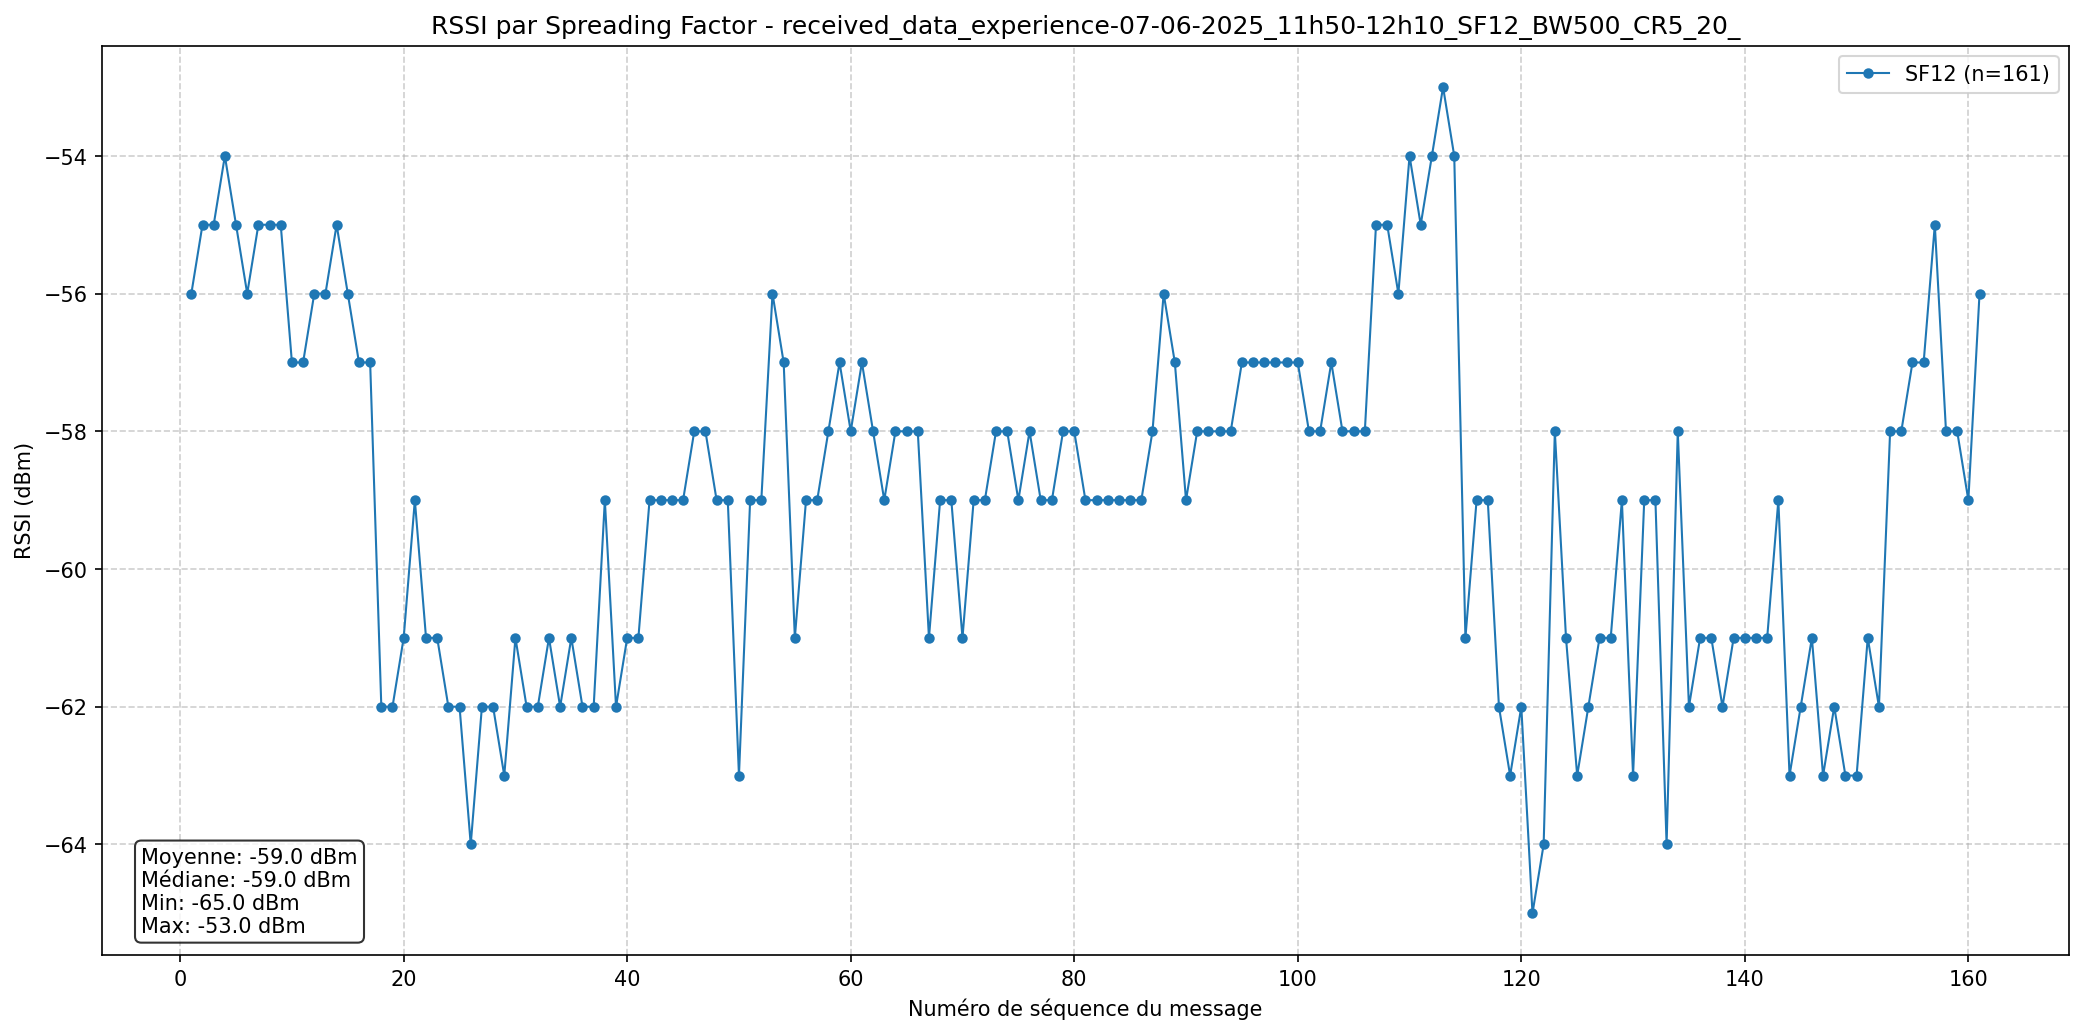 RSSI par Spreading Factor - received_data_experience-07-06-2025_11h50-12h10_SF12_BW500_CR5_20_
SF12 (n=161)
RSSI (dBm)
−54
−56
−58
−60
−62
−64
Moyenne: -59.0 dBm
Médiane: -59.0 dBm
Min: -65.0 dBm
Max: -53.0 dBm
0 20 40 60 80 100 120 140 160
Numéro de séquence du message